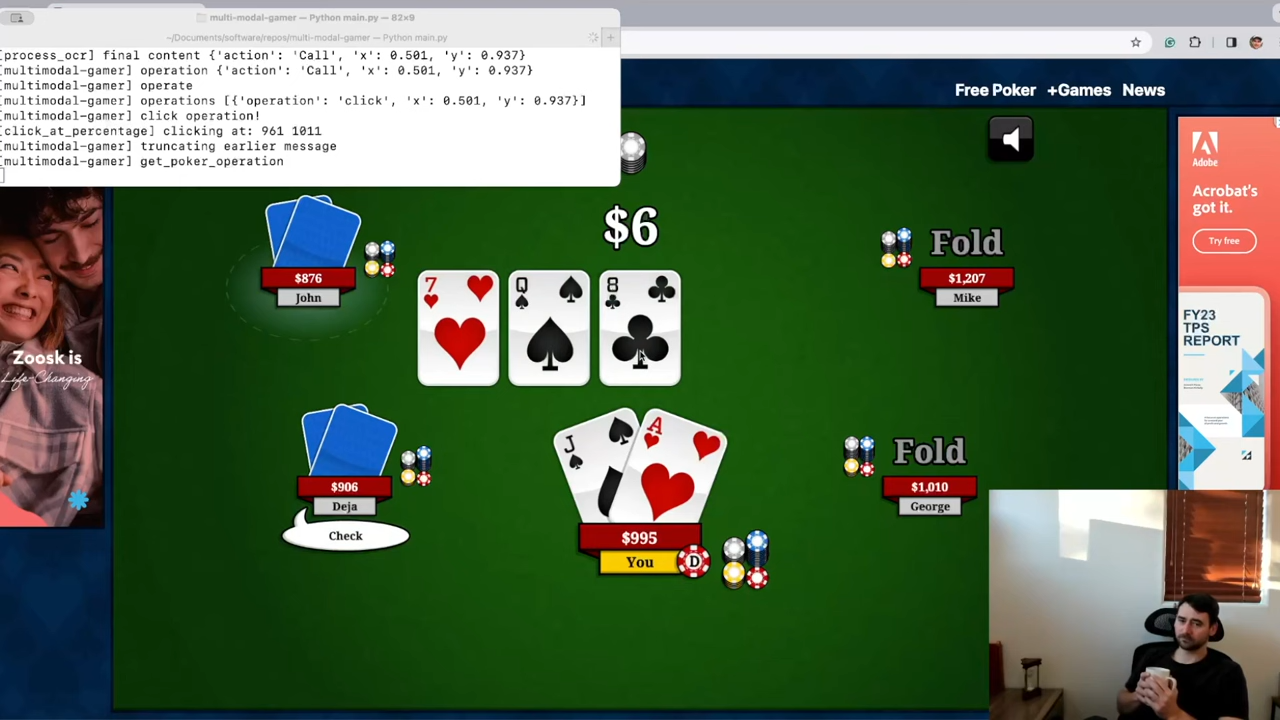 multi-modal-gamer — Python main.py — 82×9
~/Documents/software/repos/multi-modal-gamer — Python main.py
[process_ocr] final content {'action': 'Call', 'x': 0.501, 'y': 0.937}
[multimodal-gamer] operation {'action': 'Call', 'x': 0.501, 'y': 0.937}
[multimodal-gamer] operate
[multimodal-gamer] operations [{'operation': 'click', 'x': 0.501, 'y': 0.937}]
[multimodal-gamer] click operation!
[click_at_percentage] clicking at: 961 1011
[multimodal-gamer] truncating earlier message
[multimodal-gamer] get_poker_operation
Free Poker +Games News
$6
$876
John
Fold
$1,207
Mike
7
Q
8
J
A
$906
Deja
Check
$995
You
D
Fold
$1,010
George
Zoosk is
Life-Changing
Adobe
Acrobat's
got it.
Try free
FY23
TPS
REPORT